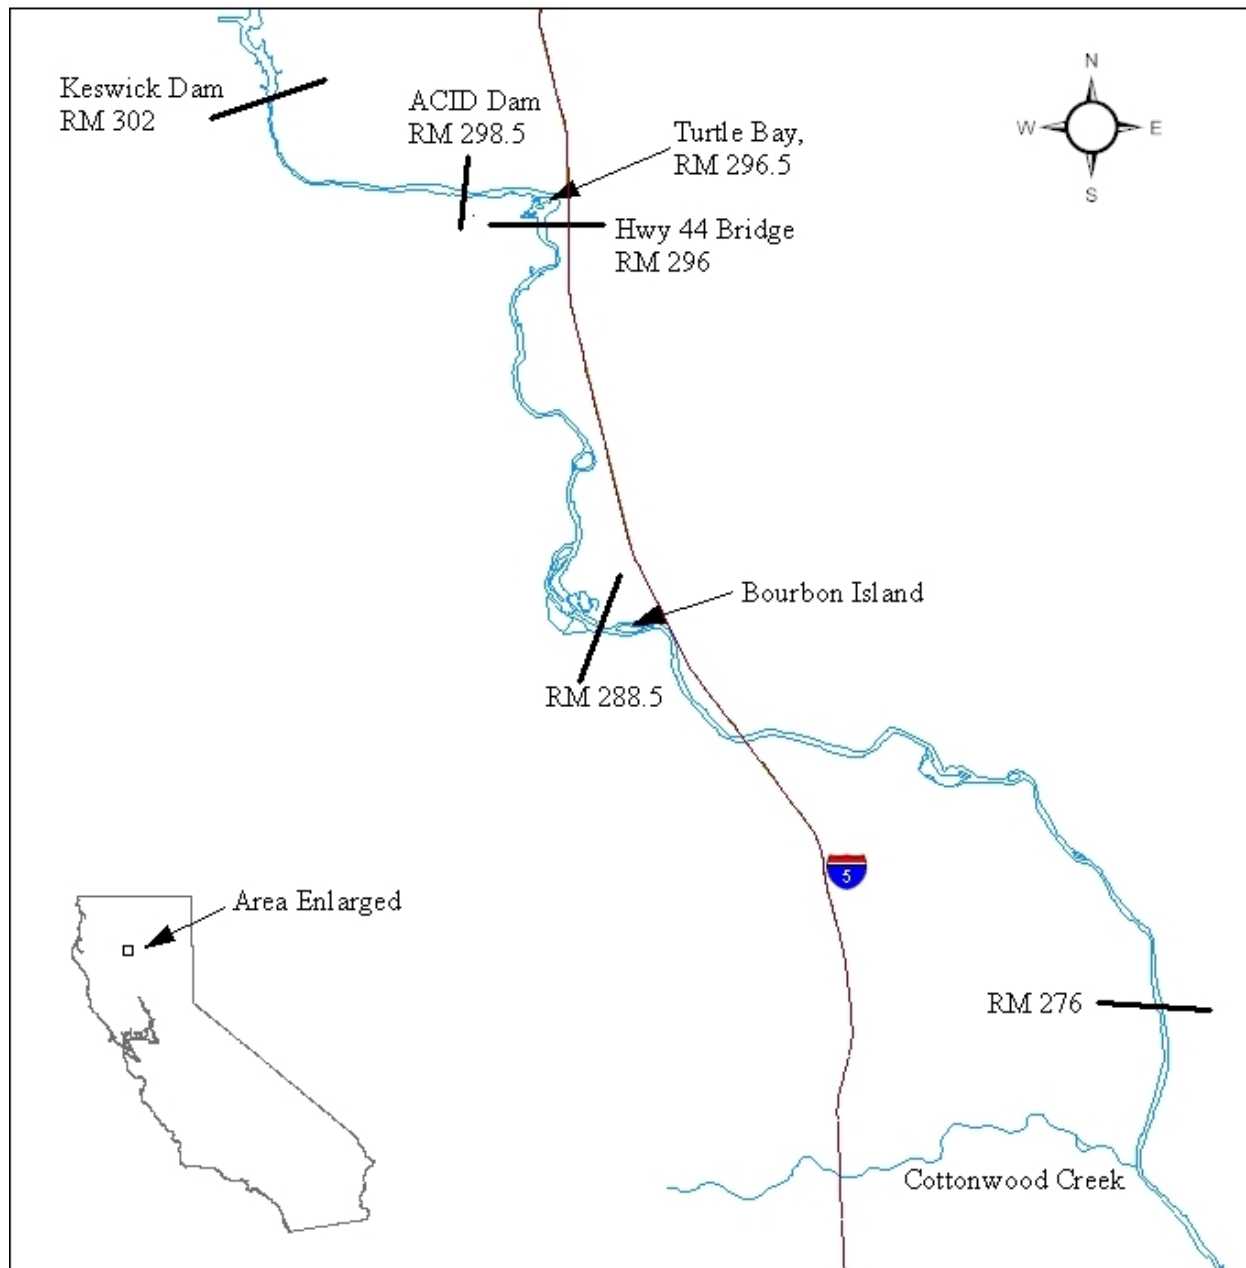 Keswick Dam
RM 302
ACID Dam
RM 298.5
Turtle Bay,
RM 296.5
Hwy 44 Bridge
RM 296
N
W
E
S
Bourbon Island
RM 288.5
5
Area Enlarged
RM 276
Cottonwood Creek